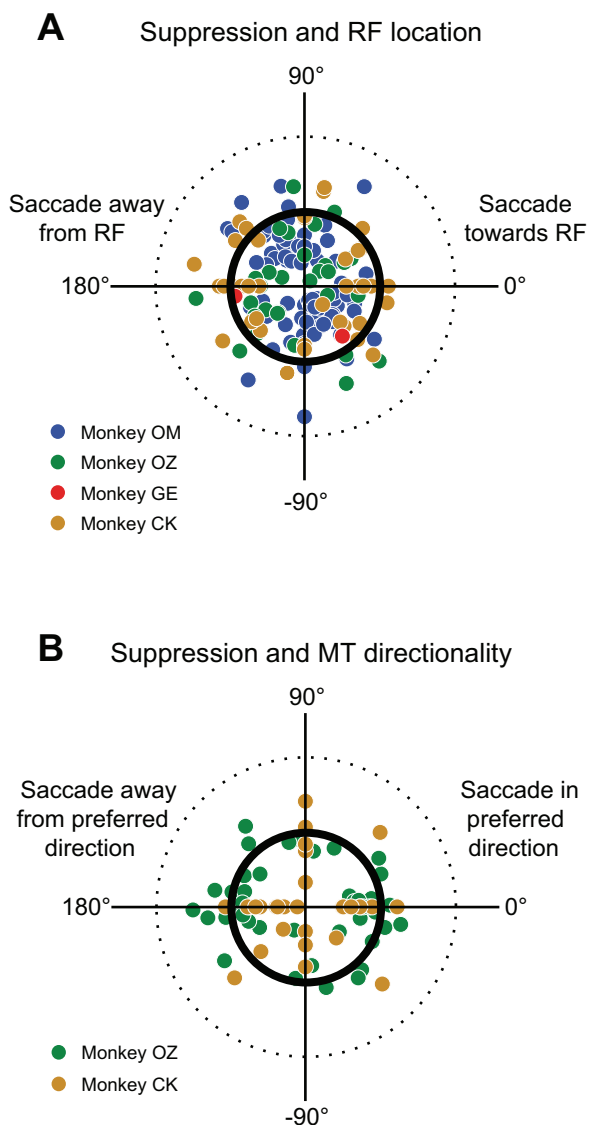 A
Suppression and RF location
90°
Saccade away
from RF
Saccade
towards RF
180°
0°
-90°
Monkey OM
Monkey OZ
Monkey GE
Monkey CK
B
Suppression and MT directionality
90°
Saccade away
from preferred
direction
Saccade in
preferred
direction
180°
0°
Monkey OZ
Monkey CK
-90°